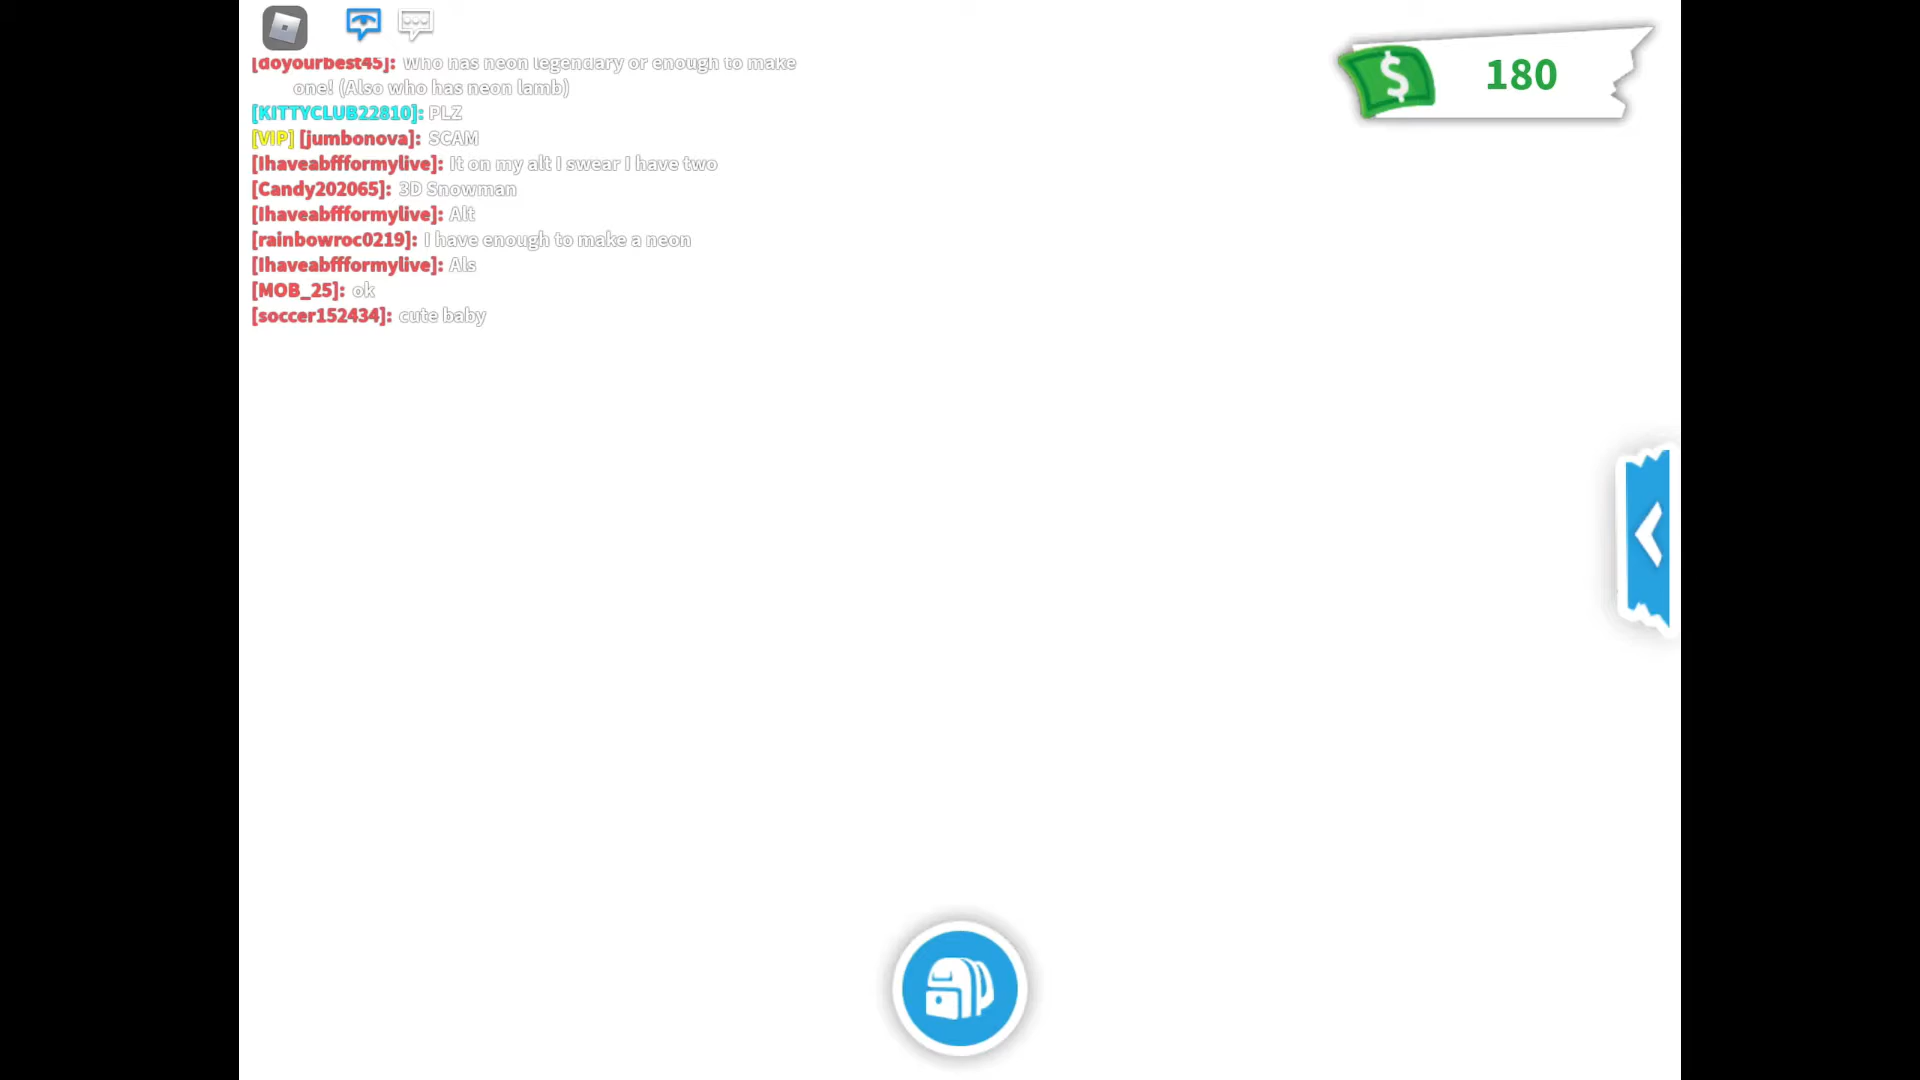 [doyourbest45]: Who has neon legendary or enough to make
one! (Also who has neon lamb)
[KITTYCLUB22810]: PLZ
[VIP] [jumbonova]: SCAM
[Ihaveabffformylive]: It on my alt I swear I have two
[Candy202065]: 3D Snowman
[Ihaveabffformylive]: Alt
[rainbowroc0219]: I have enough to make a neon
[Ihaveabffformylive]: Als
[MOB_25]: ok
[soccer152434]: cute baby
$ 180